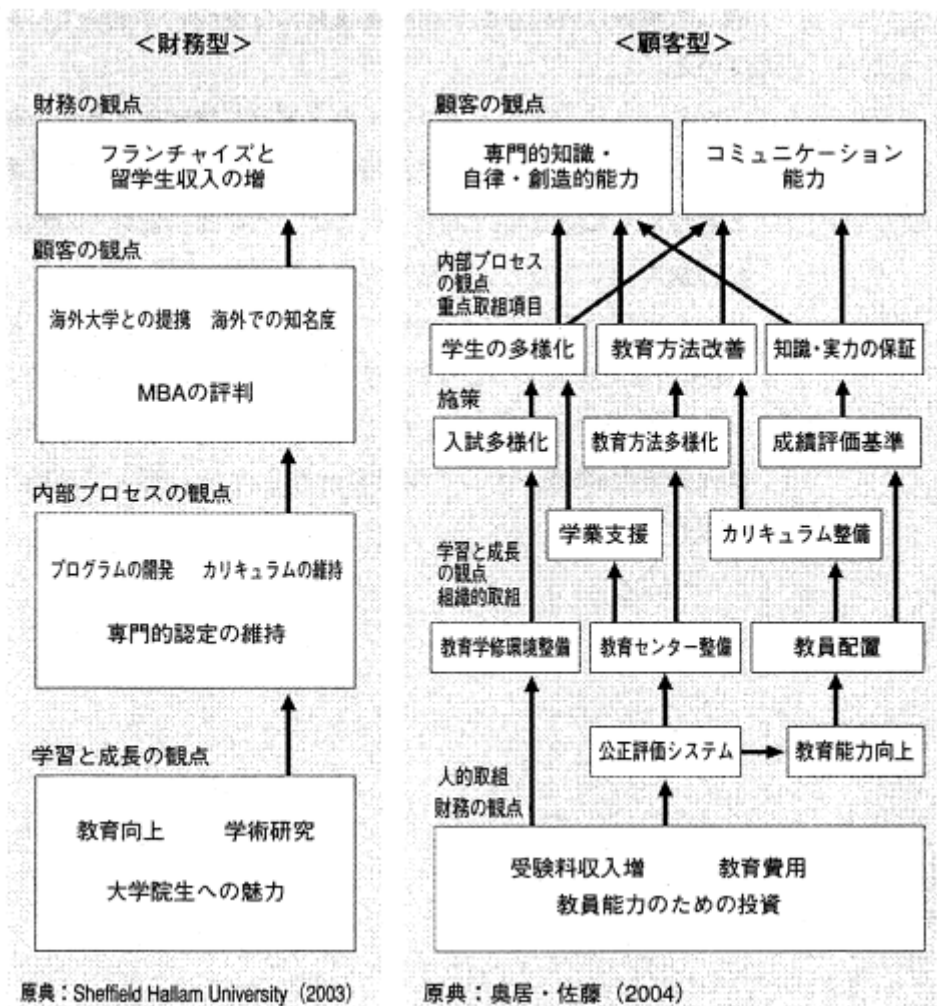 <財務型>
財務の観点
フランチャイズと
留学生収入の増
顧客の観点
海外大学との提携 海外での知名度
MBAの評判
内部プロセスの観点
プログラムの開発 カリキュラムの維持
専門的認定の維持
学習と成長の観点
教育向上 学術研究
大学院生への魅力
原典：Sheffield Hallam University（2003）
<顧客型>
顧客の観点
専門的知識・
自律・創造的能力
コミュニケーション
能力
内部プロセス
の観点
重点取組項目
学生の多様化 教育方法改善 知識・実力の保証
施策
入試多様化 教育方法多様化 成績評価基準
学業支援 カリキュラム整備
学習と成長
の観点
組織的取組
教育学修環境整備 教育センター整備 教員配置
公正評価システム 教育能力向上
人的取組
財務の観点
受験料収入増 教育費用
教員能力のための投資
原典：奥居・佐藤（2004）